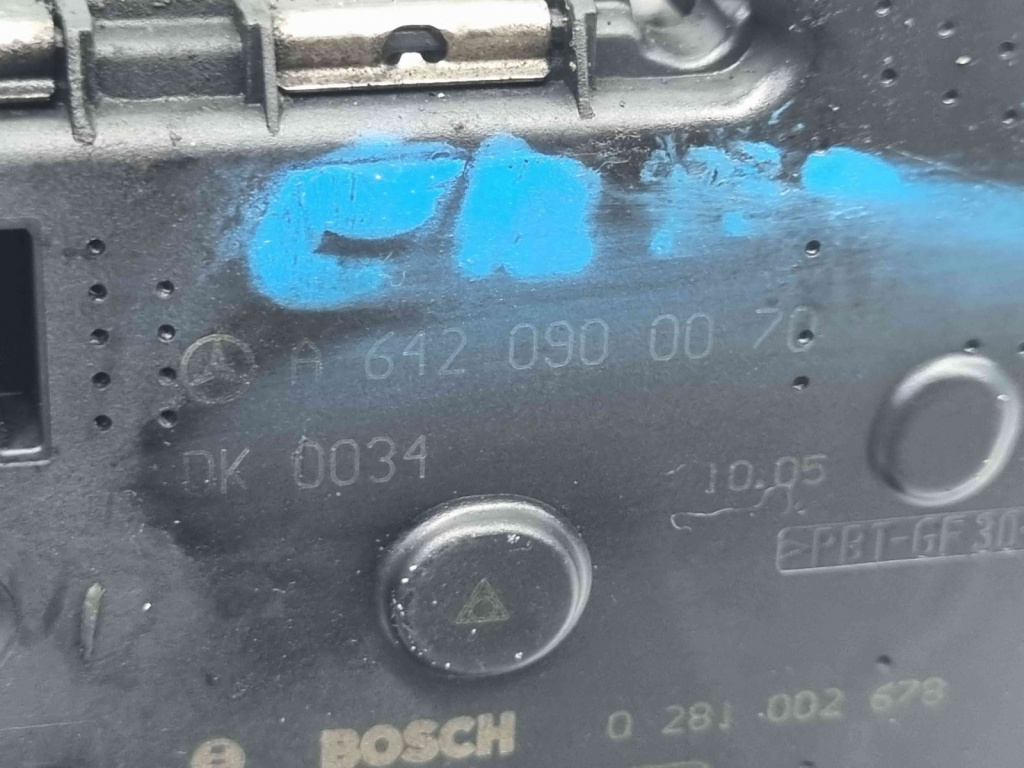 A 642 090 00 70
DK 0034
10.05
>PBT-GF30
BOSCH 0 281 002 678